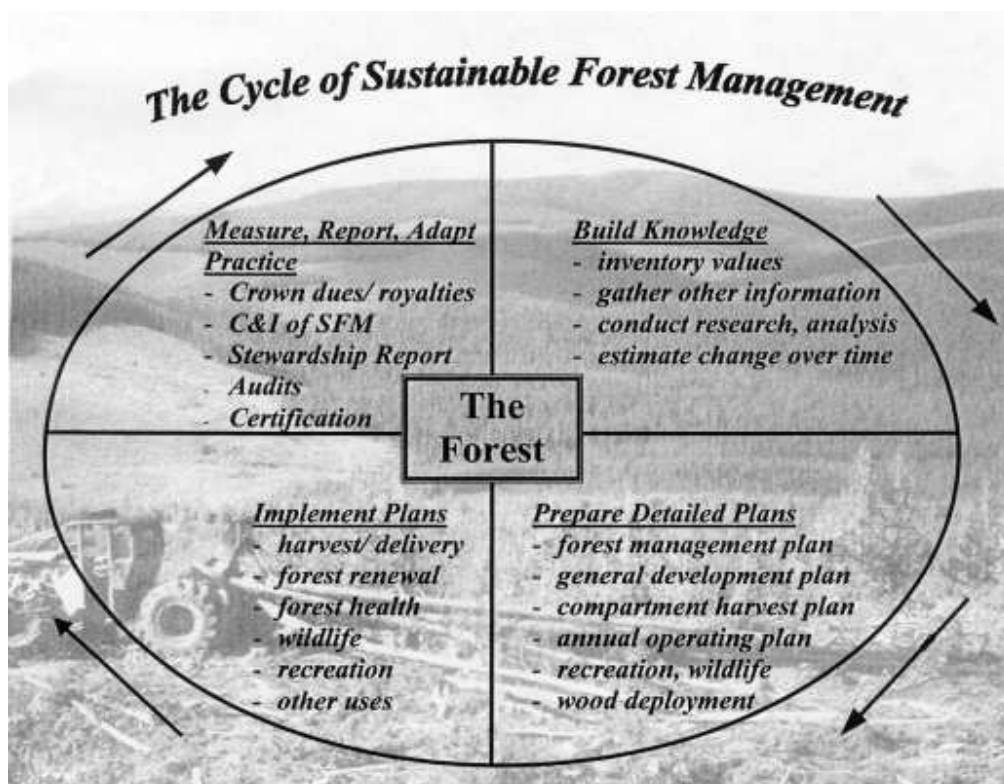 The Cycle of Sustainable Forest Management
Measure, Report, Adapt
Practice
- Crown dues/ royalties
- C&I of SFM
- Stewardship Report
- Audits
- Certification
Build Knowledge
- inventory values
- gather other information
- conduct research, analysis
- estimate change over time
The
Forest
Implement Plans
- harvest/ delivery
- forest renewal
- forest health
- wildlife
- recreation
- other uses
Prepare Detailed Plans
- forest management plan
- general development plan
- compartment harvest plan
- annual operating plan
- recreation, wildlife
- wood deployment